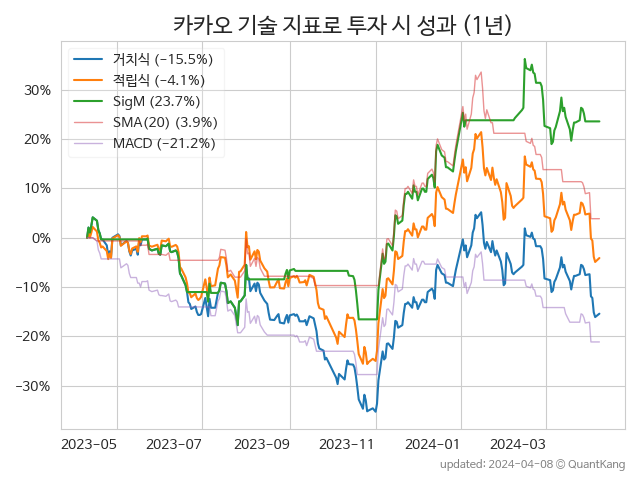 카카오 기술 지표로 투자 시 성과 (1년)
거치식 (−15.5%)
적립식 (−4.1%)
SigM (23.7%)
SMA(20) (3.9%)
MACD (−21.2%)
30%
20%
10%
0%
−10%
−20%
−30%
2023-05 2023-07 2023-09 2023-11 2024-01 2024-03
updated: 2024-04-08 ⓒ QuantKang